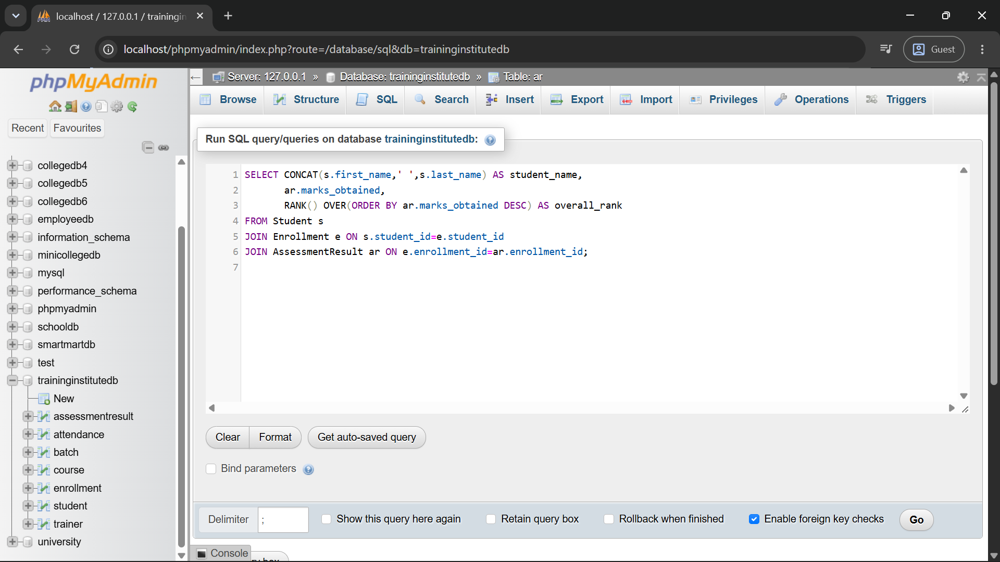 localhost / 127.0.0.1 / trainingin
localhost/phpmyadmin/index.php?route=/database/sql&db=traininginstitutedb
Guest
phpMyAdmin
Recent
Favourites
collegedb4
collegedb5
collegedb6
employeedb
information_schema
minicollegedb
mysql
performance_schema
phpmyadmin
schooldb
smartmartdb
test
traininginstitutedb
New
assessmentresult
attendance
batch
course
enrollment
student
trainer
university
Server: 127.0.0.1 » Database: traininginstitutedb » Table: ar
Browse
Structure
SQL
Search
Insert
Export
Import
Privileges
Operations
Triggers
Run SQL query/queries on database traininginstitutedb:
1 SELECT CONCAT(s.first_name,' ',s.last_name) AS student_name,
2 ar.marks_obtained,
3 RANK() OVER(ORDER BY ar.marks_obtained DESC) AS overall_rank
4 FROM Student s
5 JOIN Enrollment e ON s.student_id=e.student_id
6 JOIN AssessmentResult ar ON e.enrollment_id=ar.enrollment_id;
7
Clear
Format
Get auto-saved query
Bind parameters
Delimiter ;
Show this query here again
Retain query box
Rollback when finished
Enable foreign key checks
Go
Console